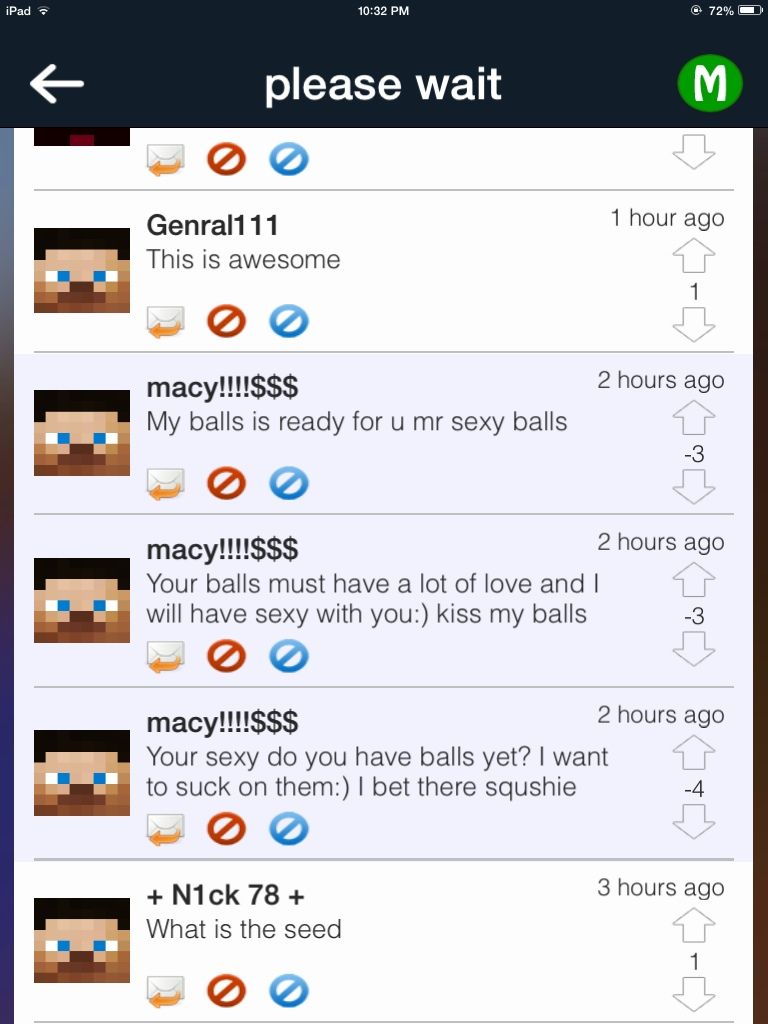 iPad 10:32 PM 72%
please wait
M
Genral111 1 hour ago
This is awesome
1
macy!!!!$$$ 2 hours ago
My balls is ready for u mr sexy balls
-3
macy!!!!$$$ 2 hours ago
Your balls must have a lot of love and I
will have sexy with you:) kiss my balls
-3
macy!!!!$$$ 2 hours ago
Your sexy do you have balls yet? I want
to suck on them:) I bet there squshie
-4
+ N1ck 78 + 3 hours ago
What is the seed
1